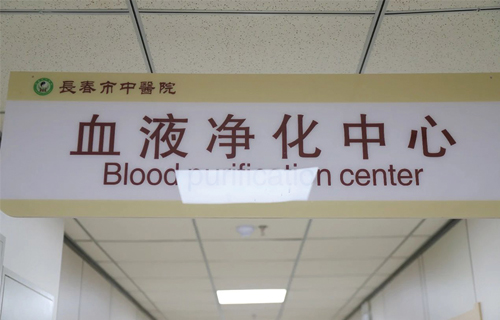 長春市中醫院
血液净化中心
Blood purification center